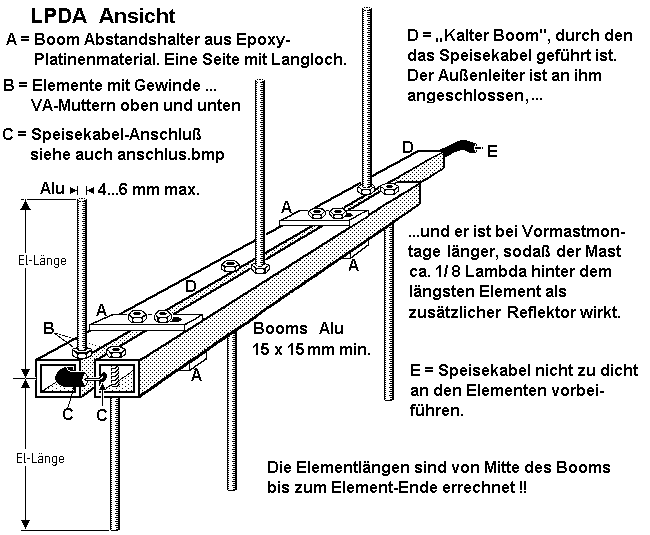 LPDA Ansicht
A = Boom Abstandshalter aus Epoxy-
Platinenmaterial. Eine Seite mit Langloch.
B = Elemente mit Gewinde ...
VA-Muttern oben und unten
C = Speisekabel-Anschluß
siehe auch anschlus.bmp
Alu 4...6 mm max.
D = „Kalter Boom", durch den
das Speisekabel geführt ist.
Der Außenleiter ist an ihm
angeschlossen,...
D
E
A
El-Länge
...und er ist bei Vormastmon-
tage länger, sodaß der Mast
ca. 1/8 Lambda hinter dem
längsten Element als
zusätzlicher Reflektor wirkt.
A
D
A
B
Booms Alu
15 x 15 mm min.
A
E = Speisekabel nicht zu dicht
an den Elementen vorbei-
führen.
C C
El-Länge
Die Elementlängen sind von Mitte des Booms
bis zum Element-Ende errechnet !!